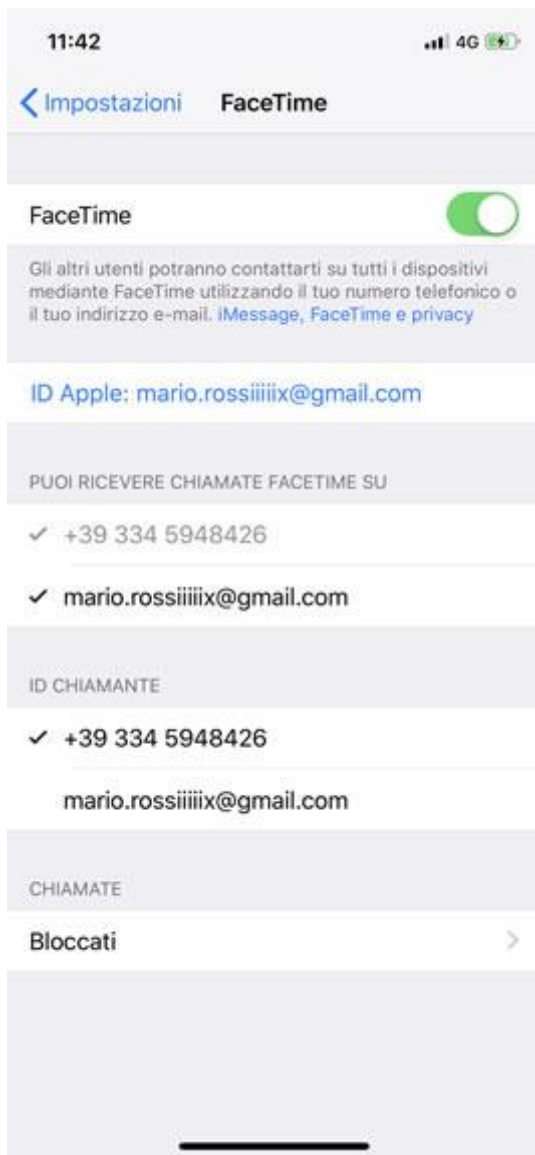 11:42
4G
Impostazioni FaceTime
FaceTime
Gli altri utenti potranno contattarti su tutti i dispositivi
mediante FaceTime utilizzando il tuo numero telefonico o
il tuo indirizzo e-mail. iMessage, FaceTime e privacy
ID Apple: mario.rossiiiiix@gmail.com
PUOI RICEVERE CHIAMATE FACETIME SU
+39 334 5948426
mario.rossiiiiix@gmail.com
ID CHIAMANTE
+39 334 5948426
mario.rossiiiiix@gmail.com
CHIAMATE
Bloccati